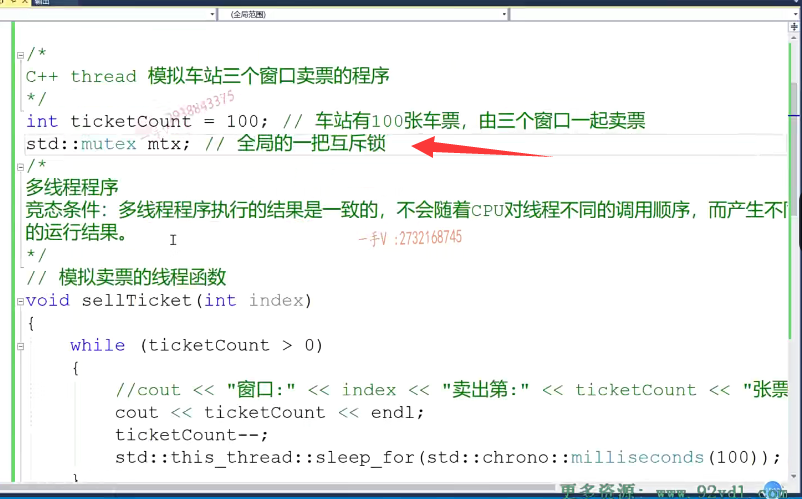 输出
(全局范围)
/*
C++ thread 模拟车站三个窗口卖票的程序
*/
int ticketCount = 100; // 车站有100张车票，由三个窗口一起卖票
std::mutex mtx; // 全局的一把互斥锁
/*
多线程程序
竞态条件：多线程程序执行的结果是一致的，不会随着CPU对线程不同的调用顺序，而产生不同
的运行结果。
一手V :2732168745
*/
// 模拟卖票的线程函数
void sellTicket(int index)
{
while (ticketCount > 0)
{
//cout << "窗口:" << index << "卖出第:" << ticketCount << "张票
cout << ticketCount << endl;
ticketCount--;
std::this_thread::sleep_for(std::chrono::milliseconds(100));
}
更多资源：www.92xdl.com